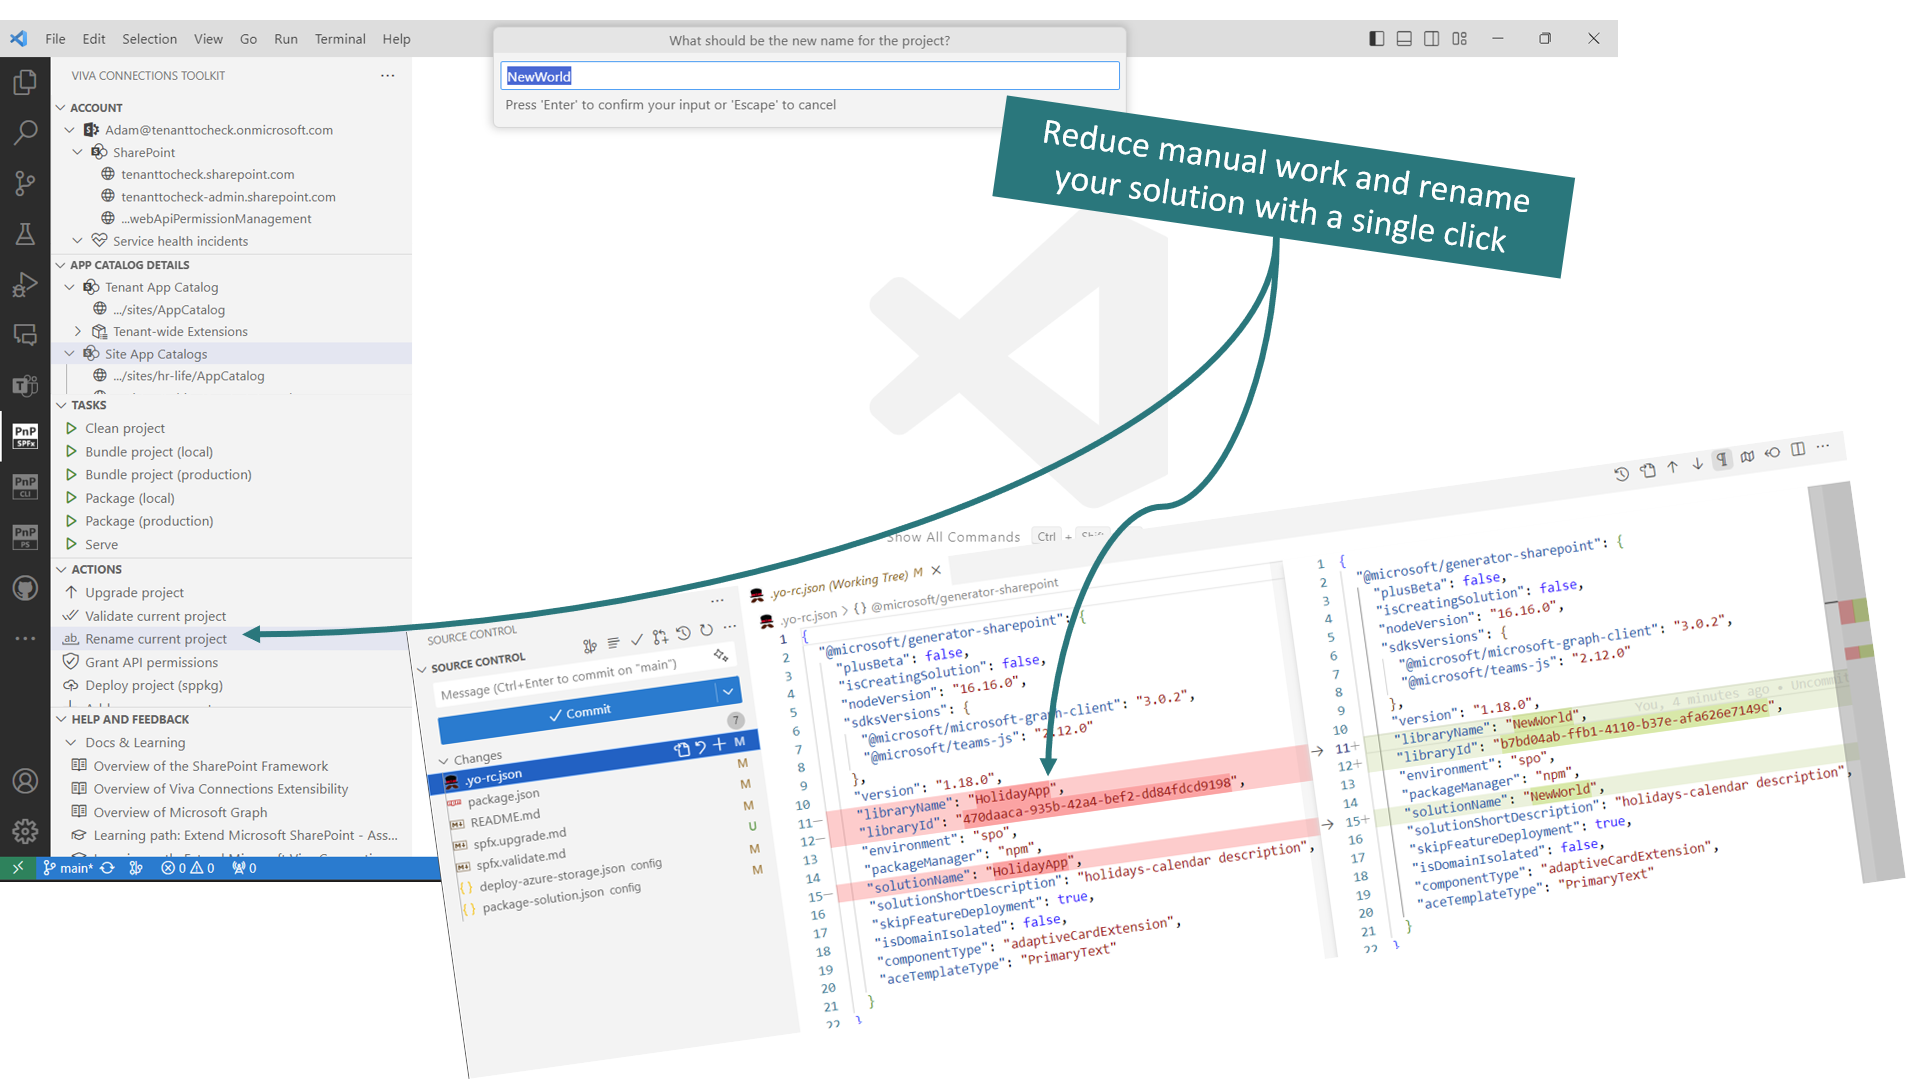 File Edit Selection View Go Run Terminal Help
What should be the new name for the project?
NewWorld
Press 'Enter' to confirm your input or 'Escape' to cancel
Reduce manual work and rename
your solution with a single click
VIVA CONNECTIONS TOOLKIT
ACCOUNT
Adam@tenanttocheck.onmicrosoft.com
SharePoint
tenanttocheck.sharepoint.com
tenanttocheck-admin.sharepoint.com
...webApiPermissionManagement
Service health incidents
APP CATALOG DETAILS
Tenant App Catalog
.../sites/AppCatalog
Tenant-wide Extensions
Site App Catalogs
.../sites/hr-life/AppCatalog
TASKS
Clean project
Bundle project (local)
Bundle project (production)
Package (local)
Package (production)
Serve
ACTIONS
Upgrade project
Validate current project
ab Rename current project
Grant API permissions
Deploy project (sppkg)
HELP AND FEEDBACK
Docs & Learning
Overview of the SharePoint Framework
Overview of Viva Connections Extensibility
Overview of Microsoft Graph
Learning path: Extend Microsoft SharePoint - Ass...
PnP
SPFx
PnP
CLI
PnP
PS
main* 0 0 0
Show All Commands Ctrl + Shift
SOURCE CONTROL
SOURCE CONTROL
Message (Ctrl+Enter to commit on "main")
Commit
Changes 7
.yo-rc.json M
package.json M
README.md M
spfx.upgrade.md M
spfx.validate.md U
deploy-azure-storage.json config M
package-solution.json config M
.yo-rc.json (Working Tree) M
.yo-rc.json > {} @microsoft/generator-sharepoint
1 {
2 "@microsoft/generator-sharepoint": {
3 "plusBeta": false,
4 "isCreatingSolution": false,
5 "nodeVersion": "16.16.0",
6 "sdksVersions": {
7 "@microsoft/microsoft-graph-client": "3.0.2",
8 "@microsoft/teams-js": "2.12.0"
9 },
10 "version": "1.18.0",
11− "libraryName": "HolidayApp",
12− "libraryId": "470daaca-935b-42a4-bef2-dd84fdcd9198",
13 "environment": "spo",
14 "packageManager": "npm",
15− "solutionName": "HolidayApp",
16 "solutionShortDescription": "holidays-calendar description",
17 "skipFeatureDeployment": true,
18 "isDomainIsolated": false,
19 "componentType": "adaptiveCardExtension",
20 "aceTemplateType": "PrimaryText"
21 }
22 }
1 {
2 "@microsoft/generator-sharepoint": {
3 "plusBeta": false,
4 "isCreatingSolution": false,
5 "nodeVersion": "16.16.0",
6 "sdksVersions": {
7 "@microsoft/microsoft-graph-client": "3.0.2",
8 "@microsoft/teams-js": "2.12.0"
9 },
10 "version": "1.18.0",
11+ "libraryName": "NewWorld", You, 4 minutes ago • Uncommit
12+ "libraryId": "b7bd04ab-ffb1-4110-b37e-afa626e7149c",
13 "environment": "spo",
14 "packageManager": "npm",
15+ "solutionName": "NewWorld",
16 "solutionShortDescription": "holidays-calendar description",
17 "skipFeatureDeployment": true,
18 "isDomainIsolated": false,
19 "componentType": "adaptiveCardExtension",
20 "aceTemplateType": "PrimaryText"
21 }
22 }